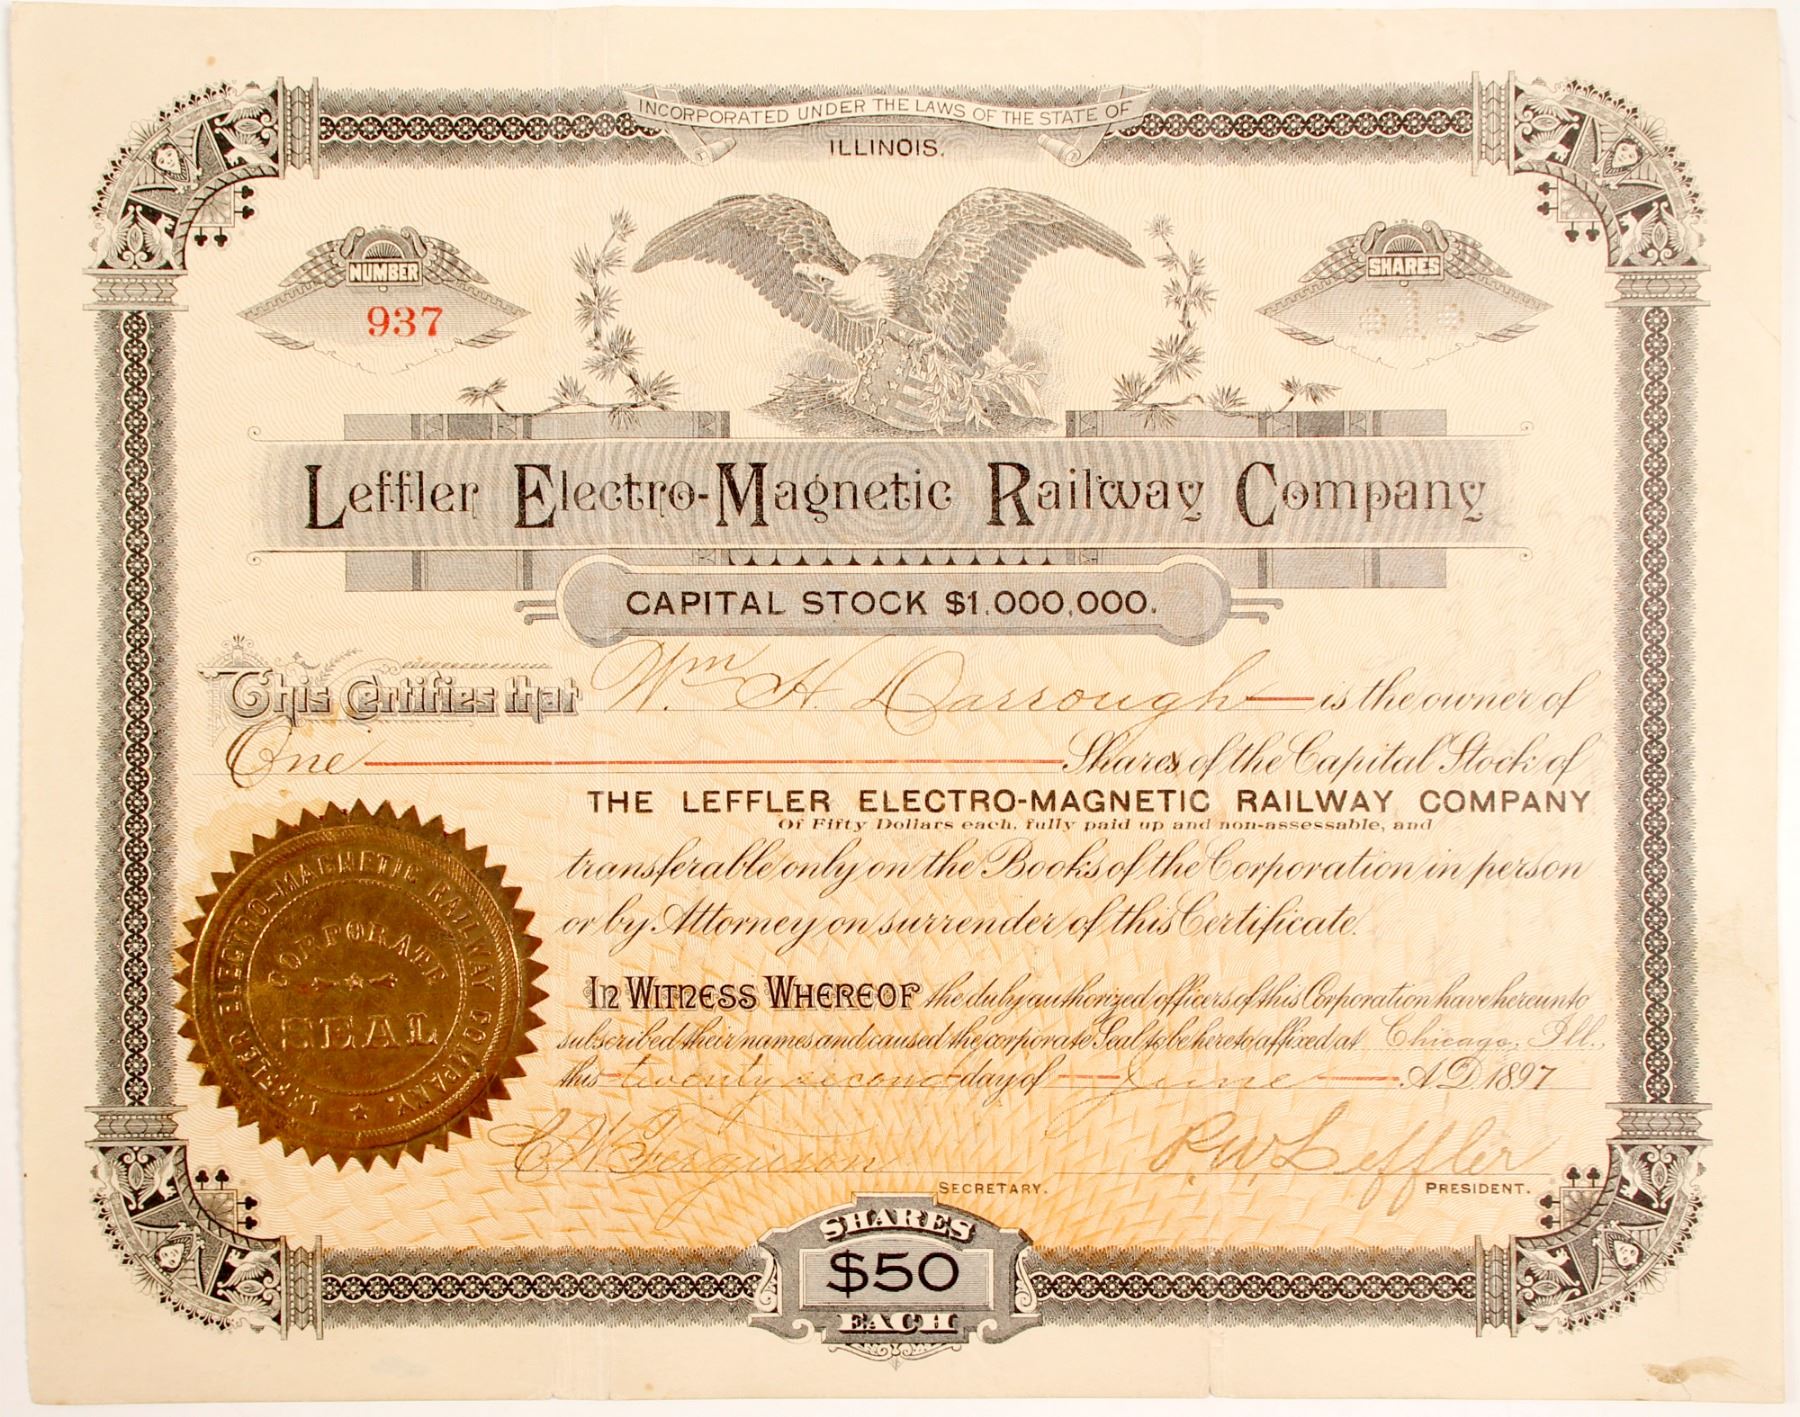 INCORPORATED UNDER THE LAWS OF THE STATE OF
ILLINOIS.
NUMBER
937
SHARES
Leffler Electro-Magnetic Railway Company
CAPITAL STOCK $1.000,000.
This Certifies that Wm H. Darrough is the owner of
One Shares of the Capital Stock of
THE LEFFLER ELECTRO-MAGNETIC RAILWAY COMPANY
Of Fifty Dollars each, fully paid up and non-assessable, and
transferable only on the Books of the Corporation in person
or by Attorney on surrender of this Certificate.
In Witness Whereof the duly authorized officers of this Corporation have hereunto
subscribed their names and caused the corporate Seal to be hereto affixed at Chicago, Ill.
this twenty second day of June A.D. 1897
LEFFLER ELECTRO-MAGNETIC RAILWAY COMPANY.
CORPORATE
SEAL
C W Ferguson
SECRETARY.
R W Leffler
PRESIDENT.
SHARES
$50
EACH